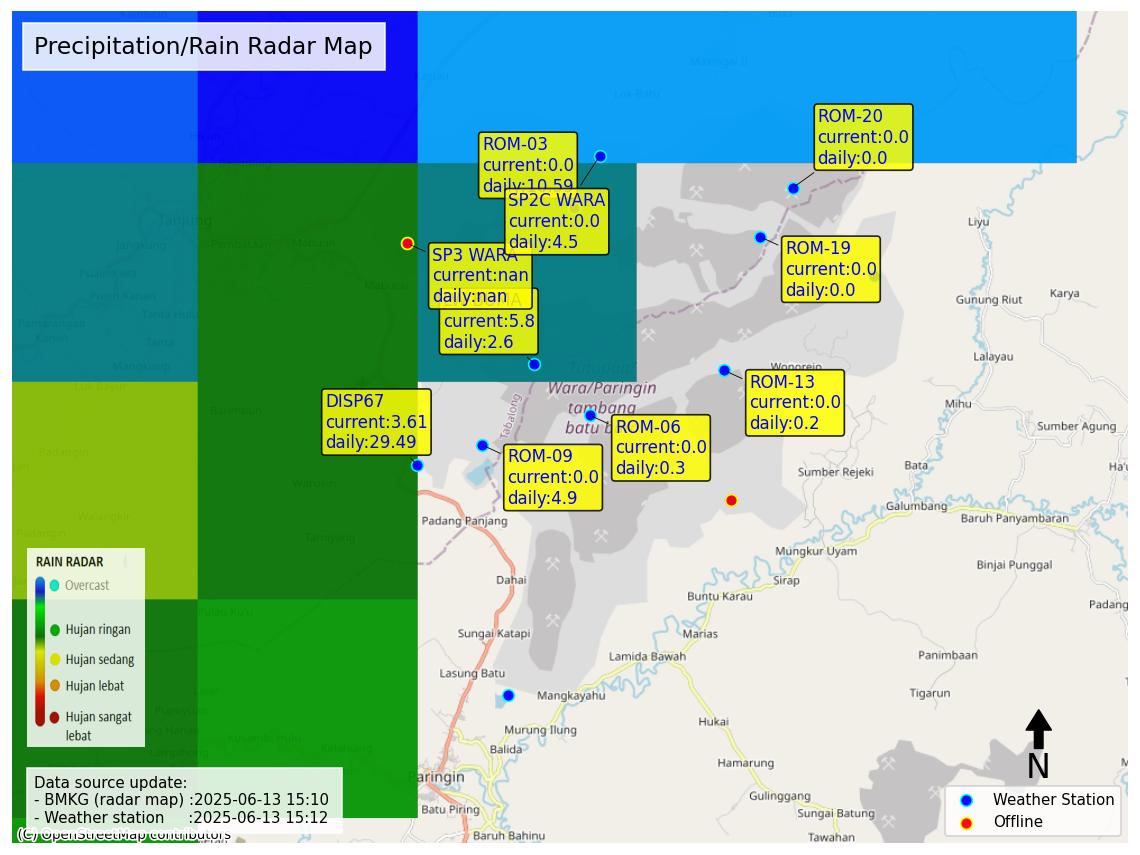 Precipitation/Rain Radar Map
ROM-20
current:0.0
daily:0.0
ROM-03
current:0.0
daily:10.59
SP2C WARA
current:0.0
daily:4.5
SP3 WARA
current:nan
daily:nan
current:5.8
daily:2.6
ROM-19
current:0.0
daily:0.0
ROM-13
current:0.0
daily:0.2
DISP67
current:3.61
daily:29.49
ROM-06
current:0.0
daily:0.3
ROM-09
current:0.0
daily:4.9
Tanjung
Liyu
Gunung Riut
Karya
Lalayau
Wonorejo
Mihu
Wara/Paringin
tambang
batu
Tabalong
Sumber Agung
Bata
Sumber Rejeki
Galumbang
Baruh Panyambaran
Padang Panjang
Mungkur Uyam
Binjai Punggal
Dahai
Sirap
Buntu Karau
Padang
Sungai Katapi
Marias
Lamida Bawah
Panimbaan
Lasung Batu
Mangkayahu
Tigarun
Hukai
Murung Ilung
Balida
Hamarung
Paringin
Gulinggang
Batu Piring
Sungai Batung
Baruh Bahinu
Tawahan
RAIN RADAR
Overcast
Hujan ringan
Hujan sedang
Hujan lebat
Hujan sangat
lebat
Data source update:
- BMKG (radar map) :2025-06-13 15:10
- Weather station :2025-06-13 15:12
(C) OpenStreetMap contributors
N
Weather Station
Offline